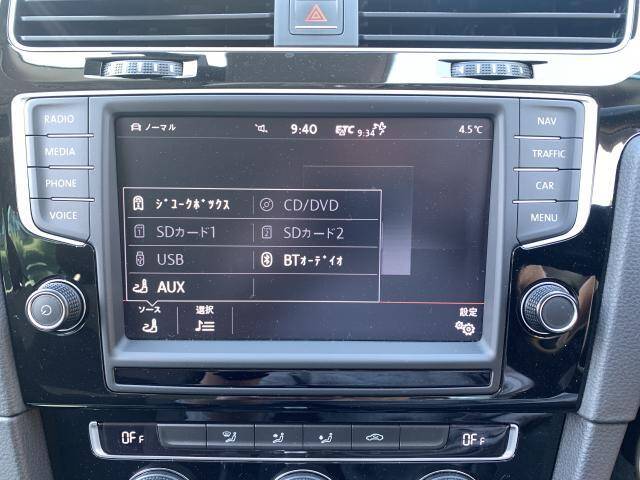 RADIO
MEDIA
PHONE
VOICE
NAV
TRAFFIC
CAR
MENU
ノーマル 9:40 ETC 9:34 4.5℃
ｼﾞｭｰｸﾎﾞｯｸｽ CD/DVD
SDカード1 SDカード2
USB BTｵｰﾃﾞｨｵ
AUX
ソース 選択 設定
OFF OFF